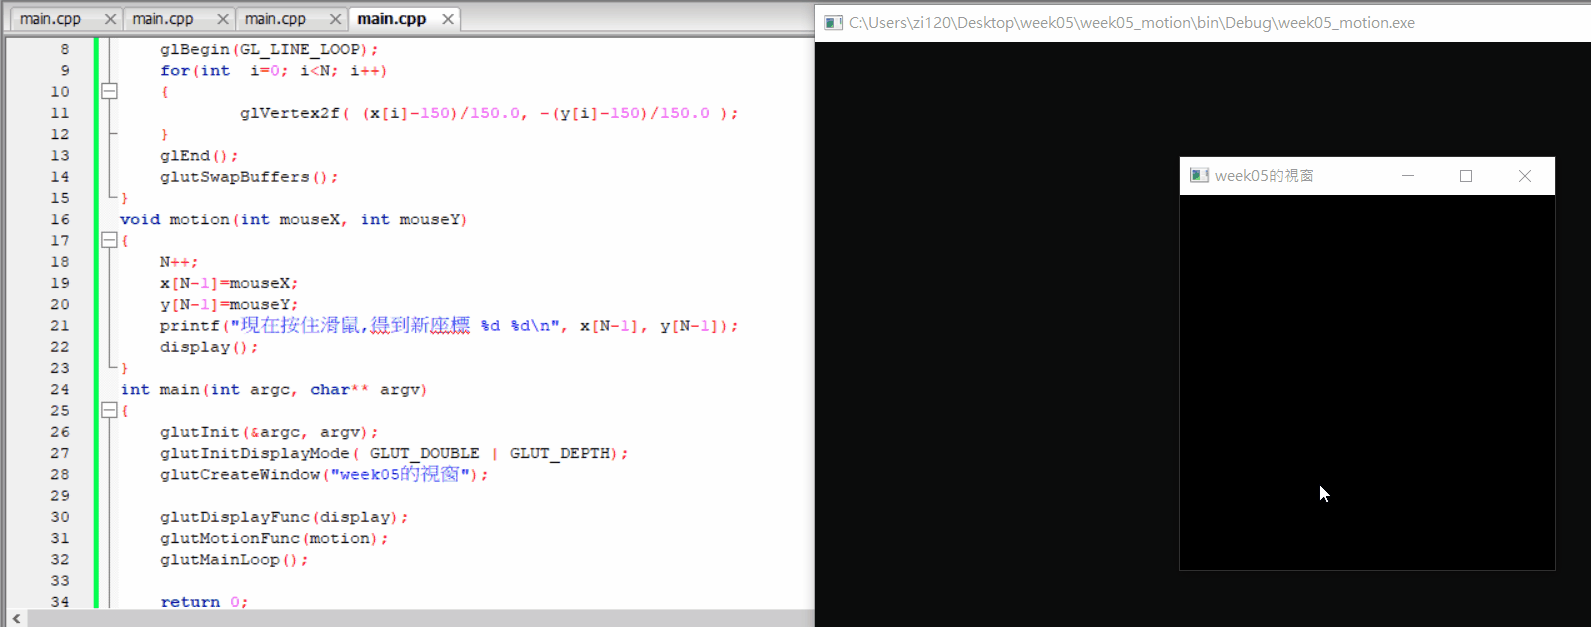 main.cpp main.cpp main.cpp main.cpp
8 glBegin(GL_LINE_LOOP);
9 for(int  i=0; i<N; i++)
10 {
11 glVertex2f( (x[i]-150)/150.0, -(y[i]-150)/150.0 );
12 }
13 glEnd();
14 glutSwapBuffers();
15 }
16 void motion(int mouseX, int mouseY)
17 {
18 N++;
19 x[N-1]=mouseX;
20 y[N-1]=mouseY;
21 printf("現在按住滑鼠,得到新座標 %d %d\n", x[N-1], y[N-1]);
22 display();
23 }
24 int main(int argc, char** argv)
25 {
26 glutInit(&argc, argv);
27 glutInitDisplayMode( GLUT_DOUBLE | GLUT_DEPTH);
28 glutCreateWindow("week05的視窗");
29
30 glutDisplayFunc(display);
31 glutMotionFunc(motion);
32 glutMainLoop();
33
34 return 0;
C:\Users\zi120\Desktop\week05\week05_motion\bin\Debug\week05_motion.exe
week05的視窗